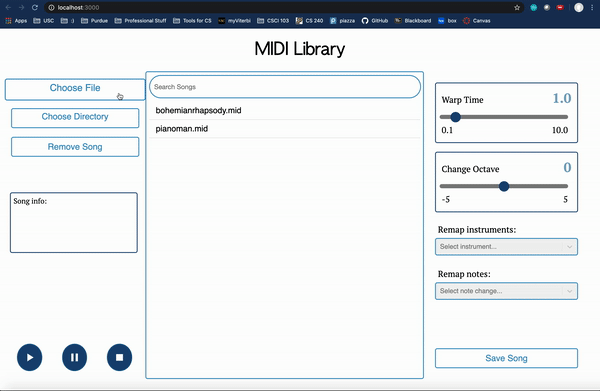 localhost:3000
Apps USC :) Purdue Professional Stuff Tools for CS myViterbi CSCI 103 CS 240 piazza GitHub Blackboard box Canvas
MIDI Library
Choose File
Choose Directory
Remove Song
Song info:
Search Songs
bohemianrhapsody.mid
pianoman.mid
Warp Time 1.0
0.1 10.0
Change Octave 0
-5 5
Remap instruments:
Select instrument...
Remap notes:
Select note change...
Save Song